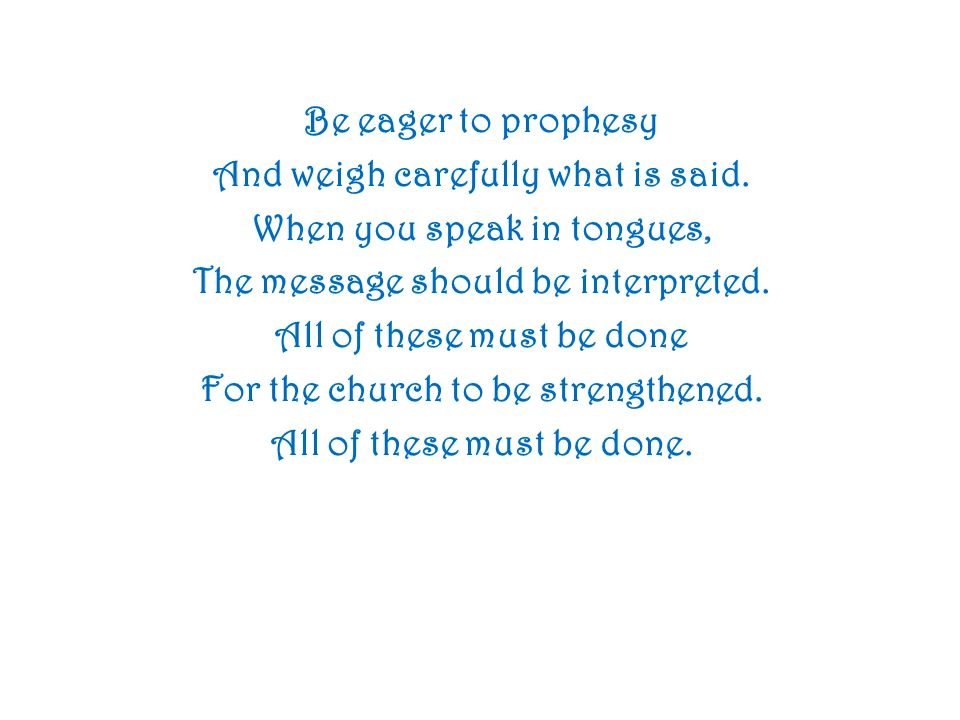 Be eager to prophesy
And weigh carefully what is said.
When you speak in tongues,
The message should be interpreted.
All of these must be done
For the church to be strengthened.
All of these must be done.